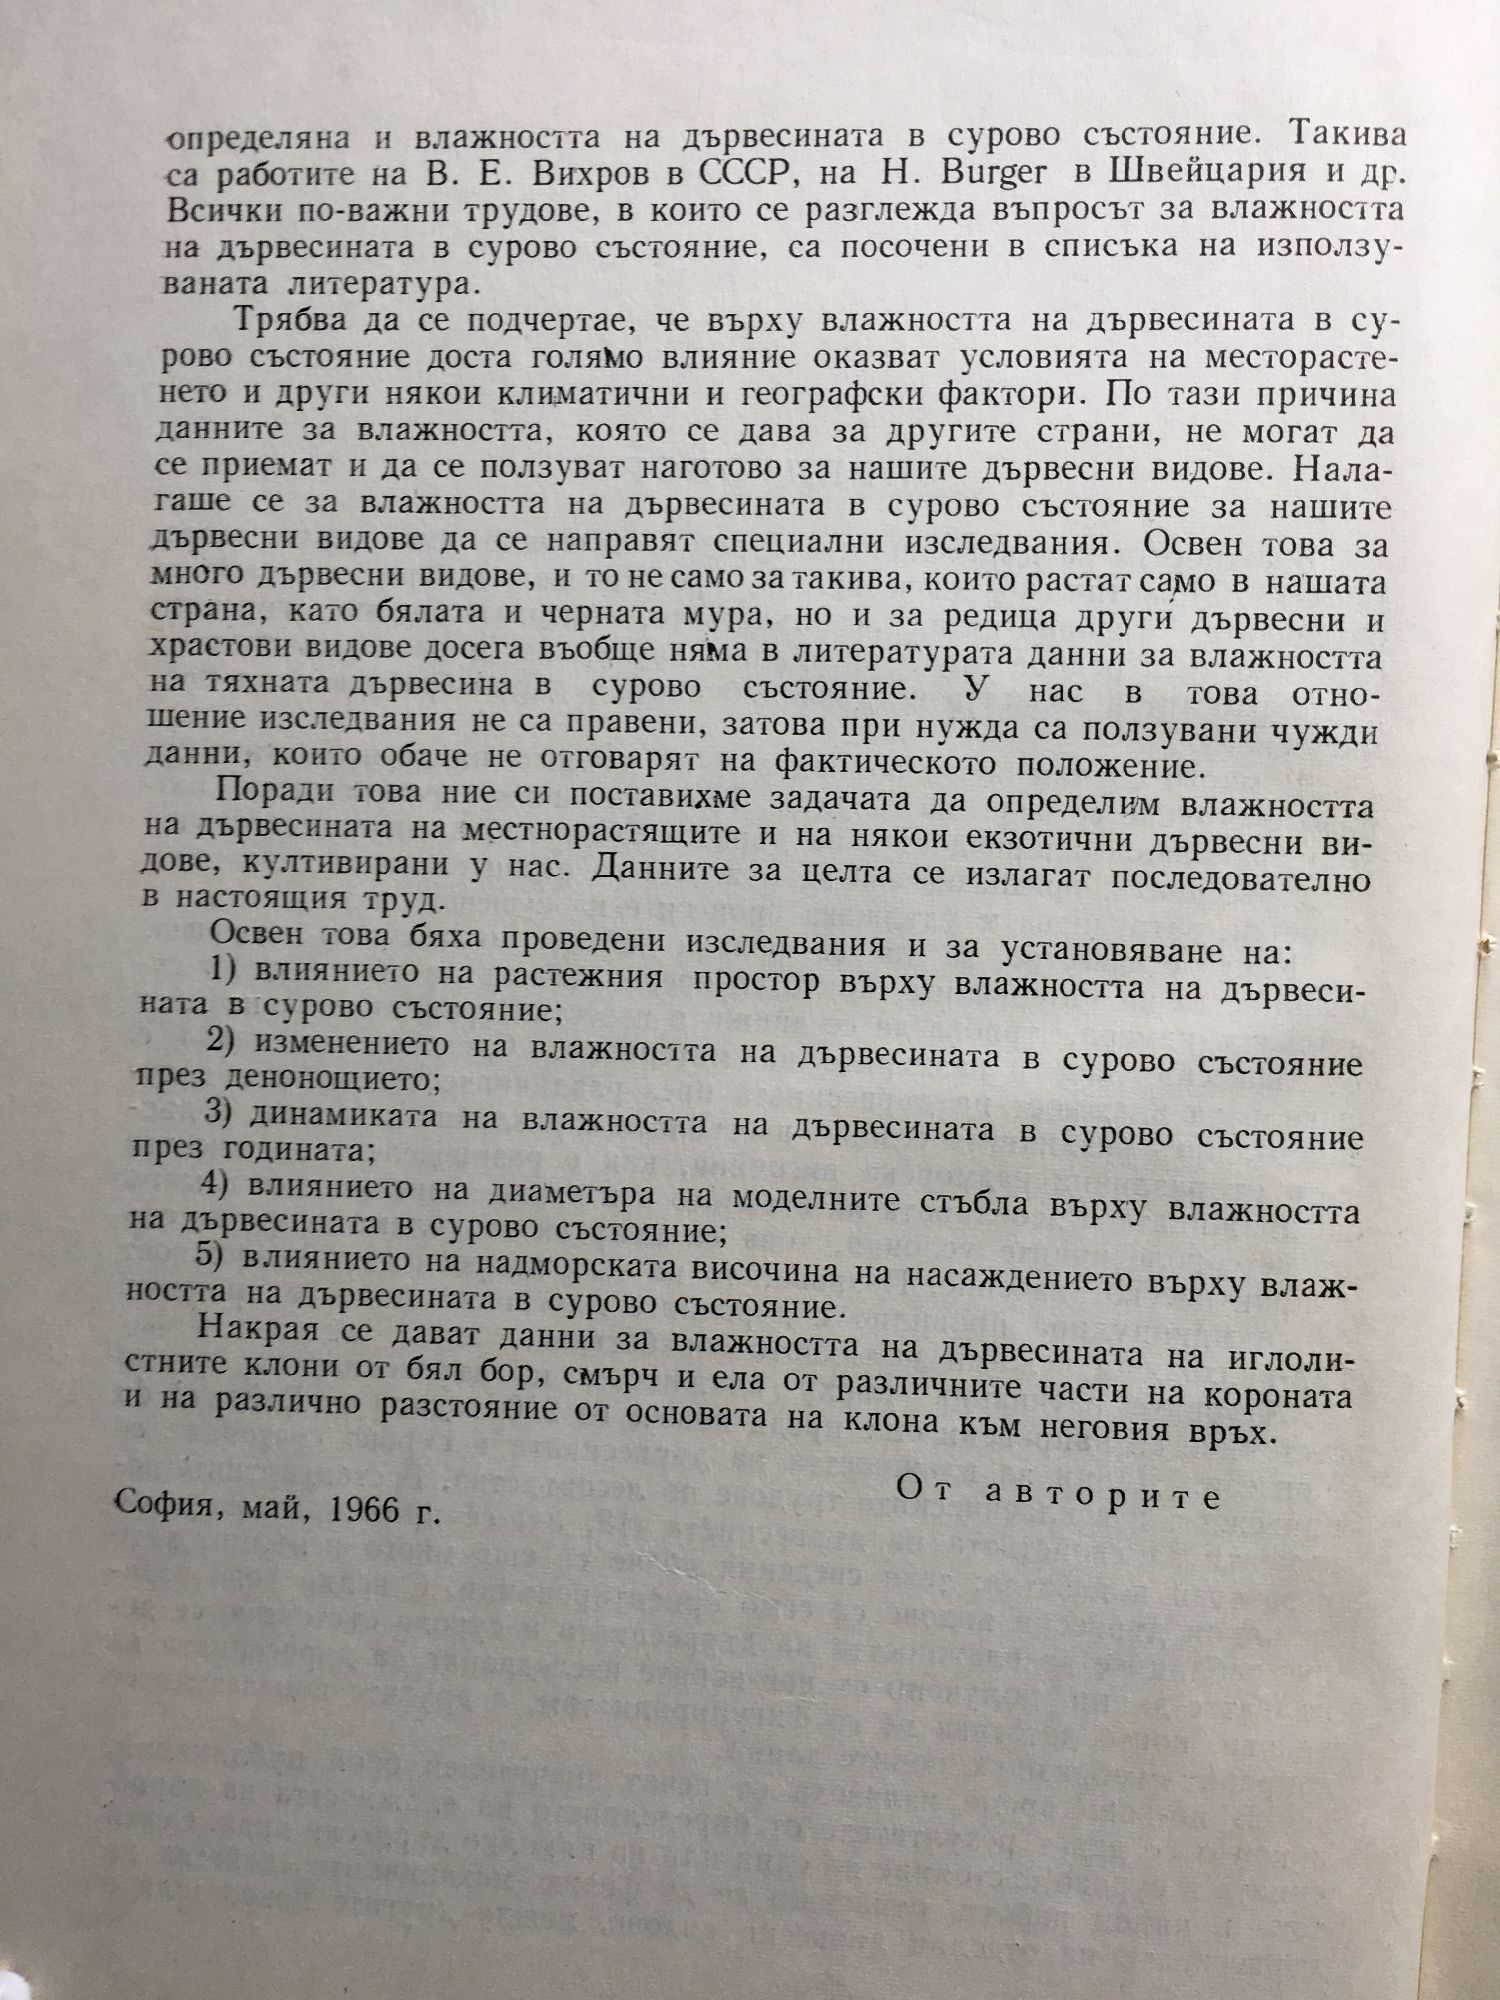 определяна и влажността на дървесината в сурово състояние. Такива
са работите на В. Е. Вихров в СССР, на H. Burger в Швейцария и др.
Всички по-важни трудове, в които се разглежда въпросът за влажността
на дървесината в сурово състояние, са посочени в списъка на използу-
ваната литература.
Трябва да се подчертае, че върху влажността на дървесината в су-
рово състояние доста голямо влияние оказват условията на месторасте-
нето и други някои климатични и географски фактори. По тази причина
данните за влажността, която се дава за другите страни, не могат да
се приемат и да се ползуват наготово за нашите дървесни видове. Нала-
гаше се за влажността на дървесината в сурово състояние за нашите
дървесни видове да се направят специални изследвания. Освен това за
много дървесни видове, и то не само за такива, които растат само в нашата
страна, като бялата и черната мура, но и за редица други дървесни и
храстови видове досега въобще няма в литературата данни за влажността
на тяхната дървесина в сурово състояние. У нас в това отно-
шение изследвания не са правени, затова при нужда са ползувани чужди
данни, които обаче не отговарят на фактическото положение.
Поради това ние си поставихме задачата да определим влажността
на дървесината на местнорастящите и на някои екзотични дървесни ви-
дове, култивирани у нас. Данните за целта се излагат последователно
в настоящия труд.
Освен това бяха проведени изследвания и за установяване на:
1) влиянието на растежния простор върху влажността на дървеси-
ната в сурово състояние;
2) изменението на влажността на дървесината в сурово състояние
през денонощието;
3) динамиката на влажността на дървесината в сурово състояние
през годината;
4) влиянието на диаметъра на моделните стъбла върху влажността
на дървесината в сурово състояние;
5) влиянието на надморската височина на насаждението върху влаж-
ността на дървесината в сурово състояние.
Накрая се дават данни за влажността на дървесината на иглоли-
стните клони от бял бор, смърч и ела от различните части на короната
и на различно разстояние от основата на клона към неговия връх.
От авторите
София, май, 1966 г.